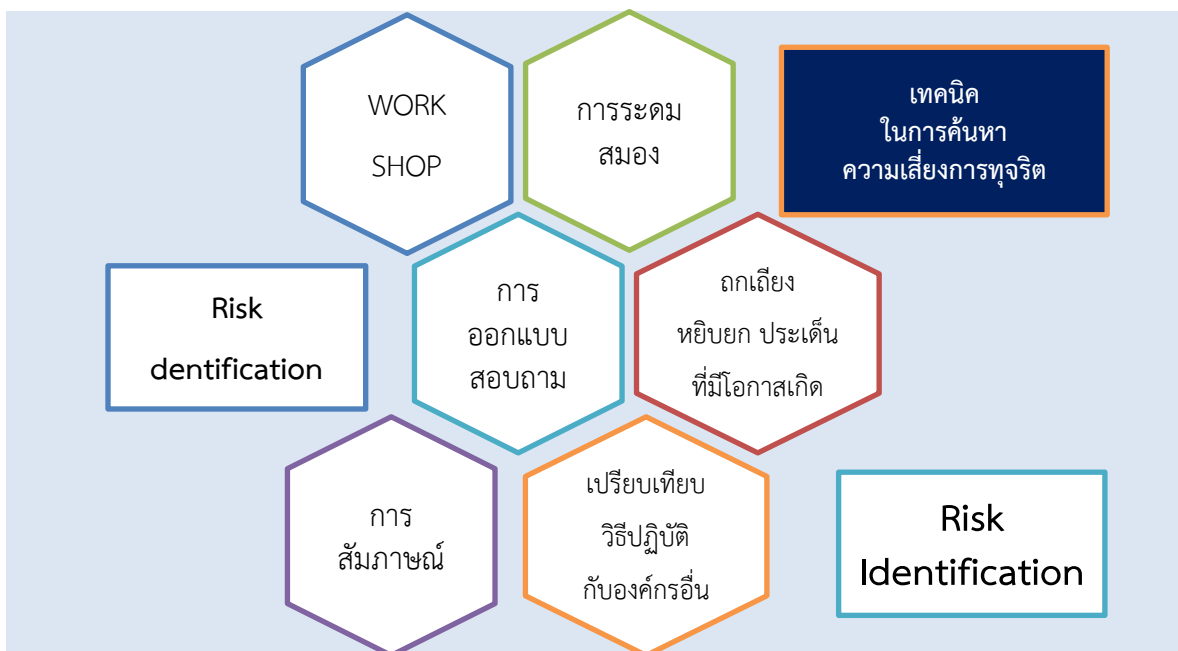 WORK
SHOP
การระดม
สมอง
เทคนิค
ในการค้นหา
ความเสี่ยงการทุจริต
Risk
dentification
การ
ออกแบบ
สอบถาม
ถกเถียง
หยิบยก ประเด็น
ที่มีโอกาสเกิด
การ
สัมภาษณ์
เปรียบเทียบ
วิธีปฏิบัติ
กับองค์กรอื่น
Risk
Identification